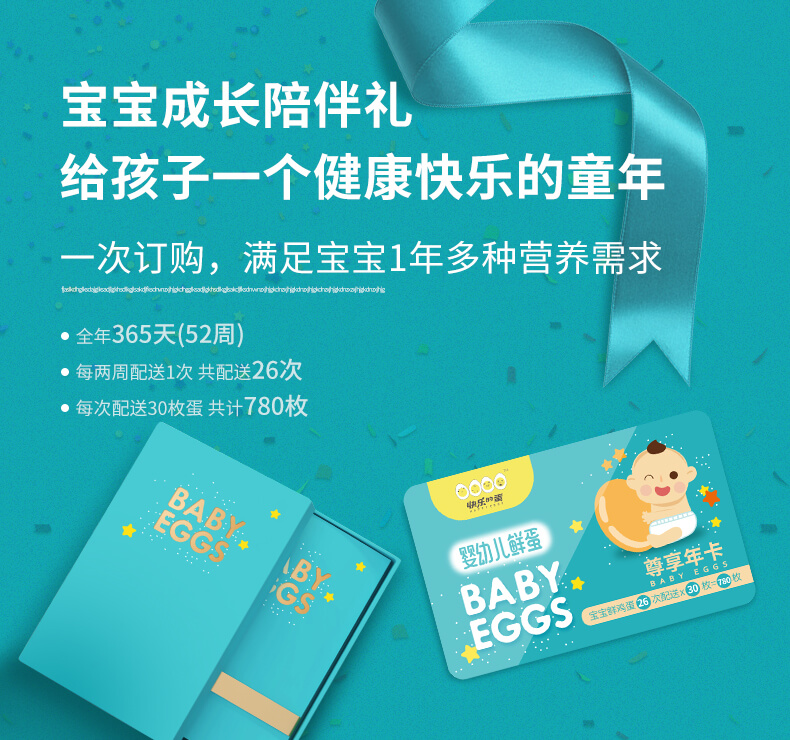 宝宝成长陪伴礼
给孩子一个健康快乐的童年
一次订购，满足宝宝1年多种营养需求
全年365天(52周)
每两周配送1次 共配送26次
每次配送30枚蛋 共计780枚
BABY
EGGS
BABY
EGGS
快乐的蛋
婴幼儿鲜蛋
BABY
EGGS
尊享年卡
BABY EGGS
宝宝鲜鸡蛋 26 次配送x 30 枚=780枚